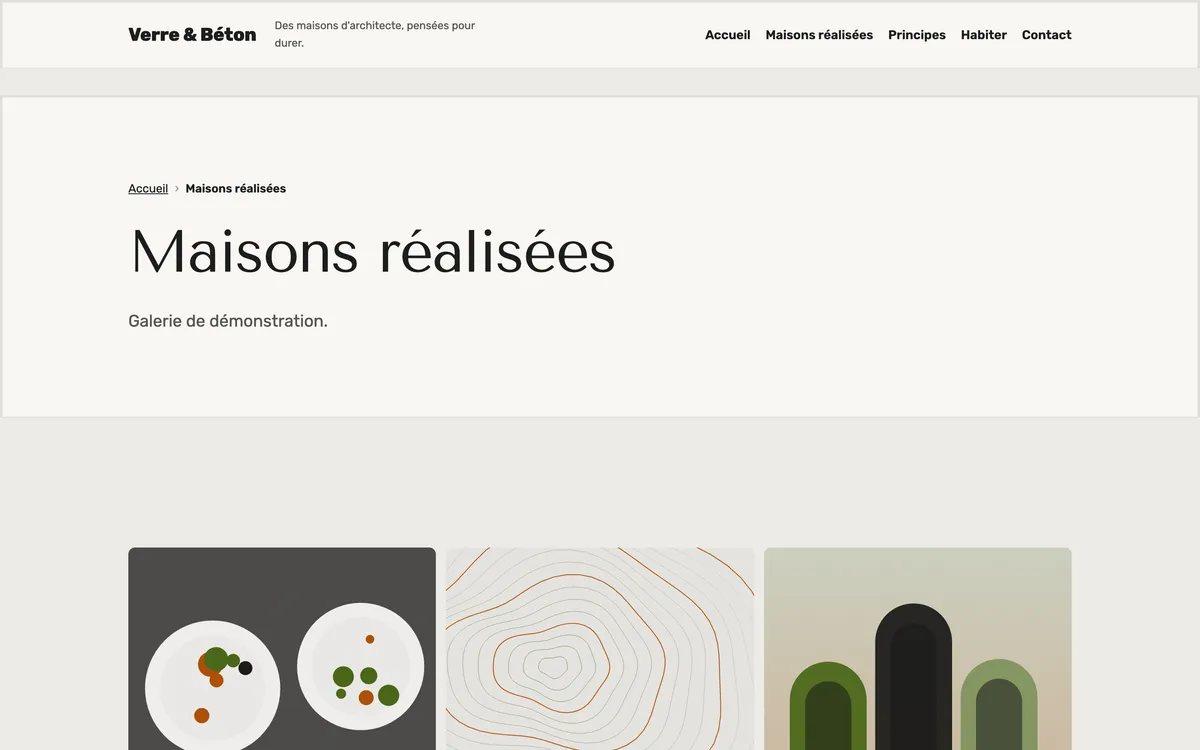 Verre & Béton
Des maisons d'architecte, pensées pour
durer.
Accueil Maisons réalisées Principes Habiter Contact
Accueil › Maisons réalisées
Maisons réalisées
Galerie de démonstration.